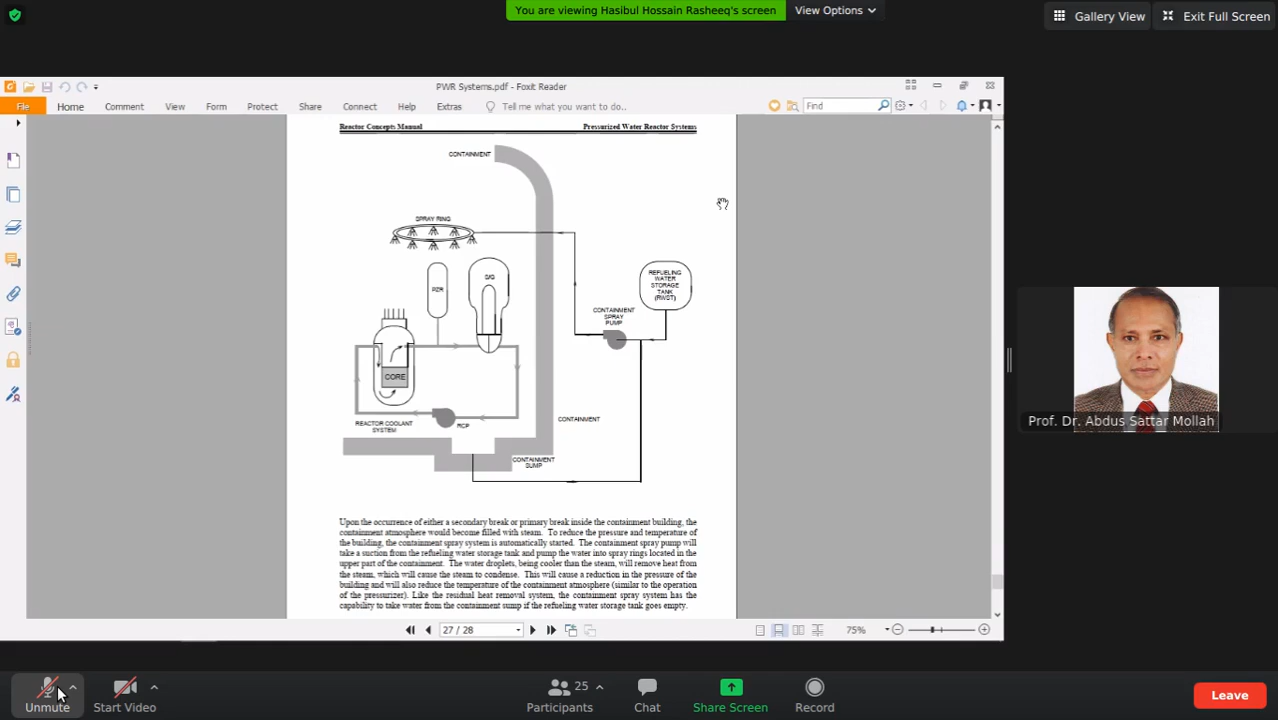 You are viewing Hasibul Hossain Rasheeq's screen
View Options
Gallery View
Exit Full Screen
PWR Systems.pdf - Foxit Reader
File
Home
Comment
View
Form
Protect
Share
Connect
Help
Extras
Tell me what you want to do..
Find
Reactor Concepts Manual
Pressurized Water Reactor Systems
CONTAINMENT
SPRAY RING
S/G
PZR
REFUELING
WATER
STORAGE
TANK
(RWST)
CONTAINMENT
SPRAY
PUMP
CORE
REACTOR COOLANT
SYSTEM
RCP
CONTAINMENT
CONTAINMENT
SUMP
Upon the occurrence of either a secondary break or primary break inside the containment building, the
containment atmosphere would become filled with steam. To reduce the pressure and temperature of
the building, the containment spray system is automatically started. The containment spray pump will
take a suction from the refueling water storage tank and pump the water into spray rings located in the
upper part of the containment. The water droplets, being cooler than the steam, will remove heat from
the steam, which will cause the steam to condense. This will cause a reduction in the pressure of the
building and will also reduce the temperature of the containment atmosphere (similar to the operation
of the pressurizer). Like the residual heat removal system, the containment spray system has the
capability to take water from the containment sump if the refueling water storage tank goes empty.
27 / 28
75%
Prof. Dr. Abdus Sattar Mollah
Unmute
Start Video
25
Participants
Chat
Share Screen
Record
Leave